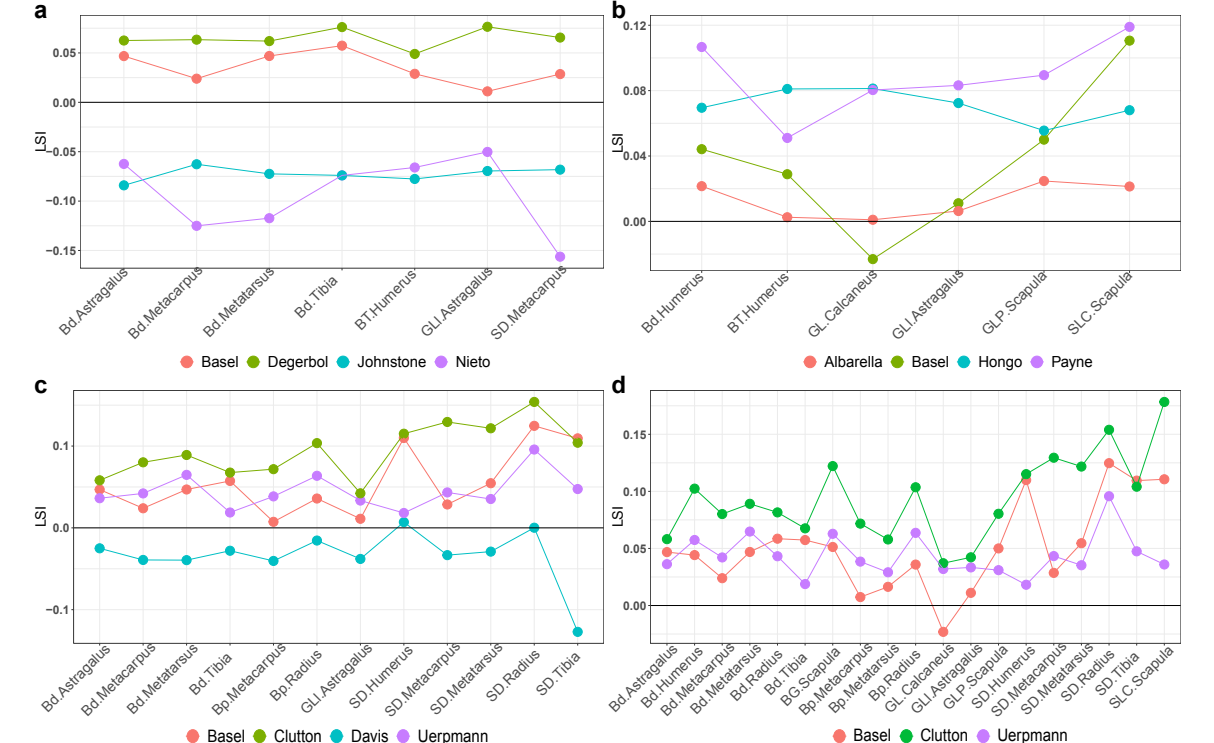 a
LSI
0.05
0.00
−0.05
−0.10
−0.15
Bd.Astragalus
Bd.Metacarpus
Bd.Metatarsus
Bd.Tibia
BT.Humerus
GLl.Astragalus
SD.Metacarpus
Basel Degerbol Johnstone Nieto
b
LSI
0.12
0.08
0.04
0.00
Bd.Humerus
BT.Humerus
GL.Calcaneus
GLl.Astragalus
GLP.Scapula
SLC.Scapula
Albarella Basel Hongo Payne
c
LSI
0.1
0.0
−0.1
Bd.Astragalus
Bd.Metacarpus
Bd.Metatarsus
Bd.Tibia
Bp.Metacarpus
Bp.Radius
GLl.Astragalus
SD.Humerus
SD.Metacarpus
SD.Metatarsus
SD.Radius
SD.Tibia
Basel Clutton Davis Uerpmann
d
LSI
0.15
0.10
0.05
0.00
Bd.Astragalus
Bd.Humerus
Bd.Metacarpus
Bd.Metatarsus
Bd.Radius
Bd.Tibia
BG.Scapula
Bp.Metacarpus
Bp.Metatarsus
Bp.Radius
GL.Calcaneus
GLl.Astragalus
GLP.Scapula
SD.Humerus
SD.Metacarpus
SD.Metatarsus
SD.Radius
SD.Tibia
SLC.Scapula
Basel Clutton Uerpmann